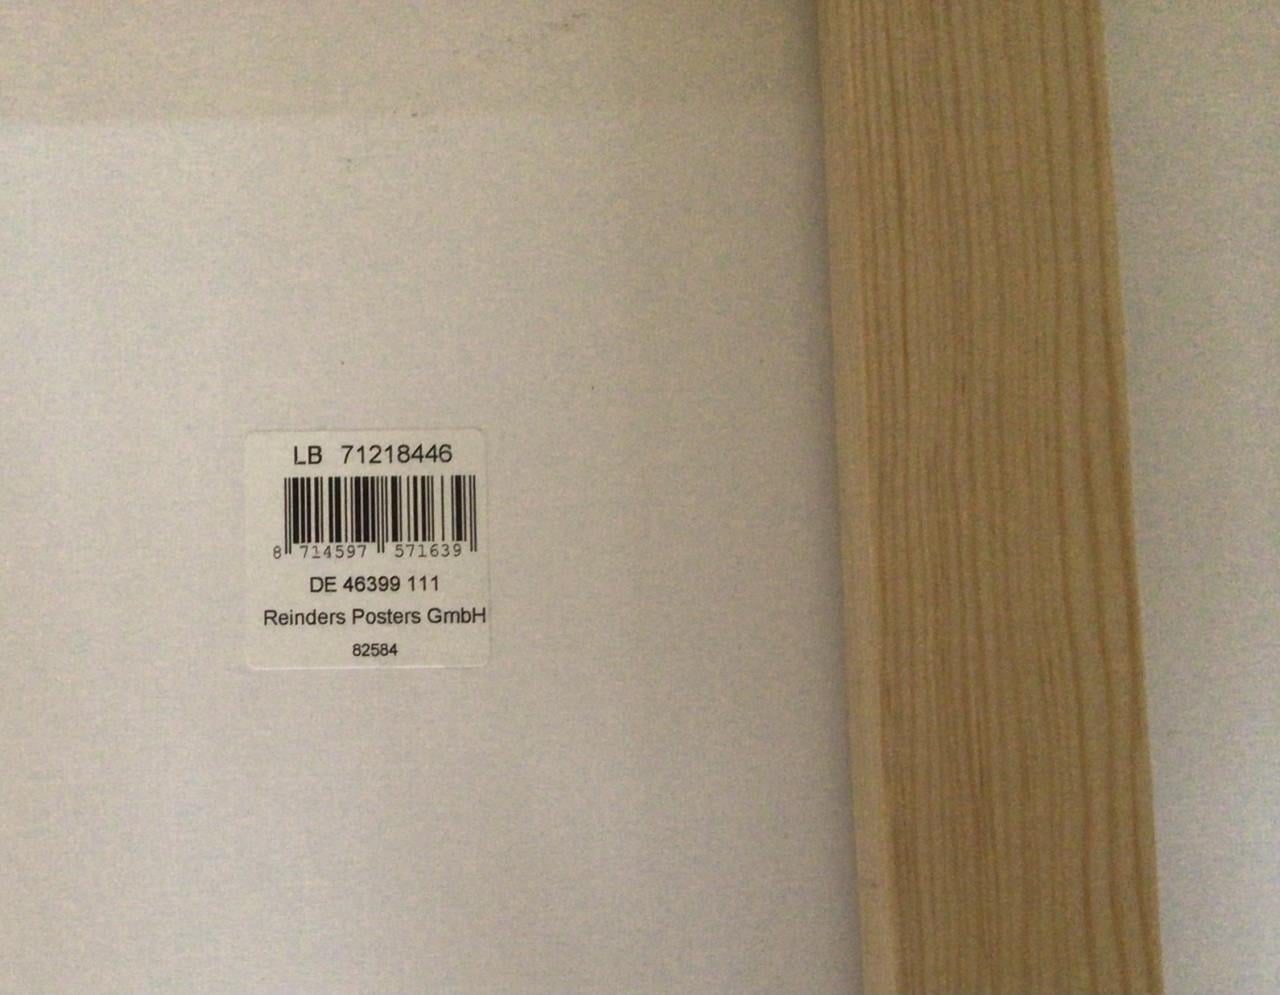 LB 71218446
8 714597 571639
DE 46399 111
Reinders Posters GmbH
82584